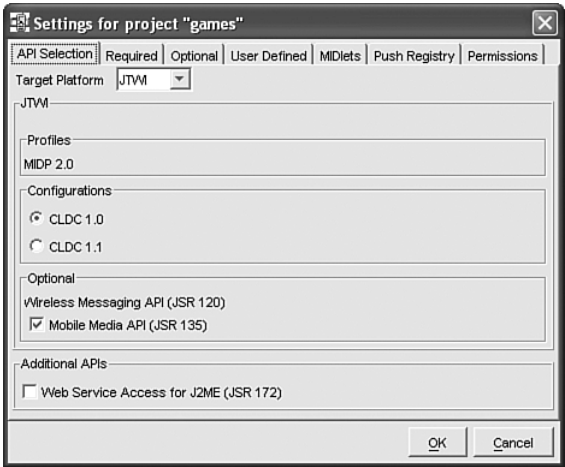 Settings for project "games"
API Selection Required Optional User Defined MIDlets Push Registry Permissions
Target Platform JTWI
JTWI
Profiles
MIDP 2.0
Configurations
CLDC 1.0
CLDC 1.1
Optional
Wireless Messaging API (JSR 120)
Mobile Media API (JSR 135)
Additional APIs
Web Service Access for J2ME (JSR 172)
OK Cancel